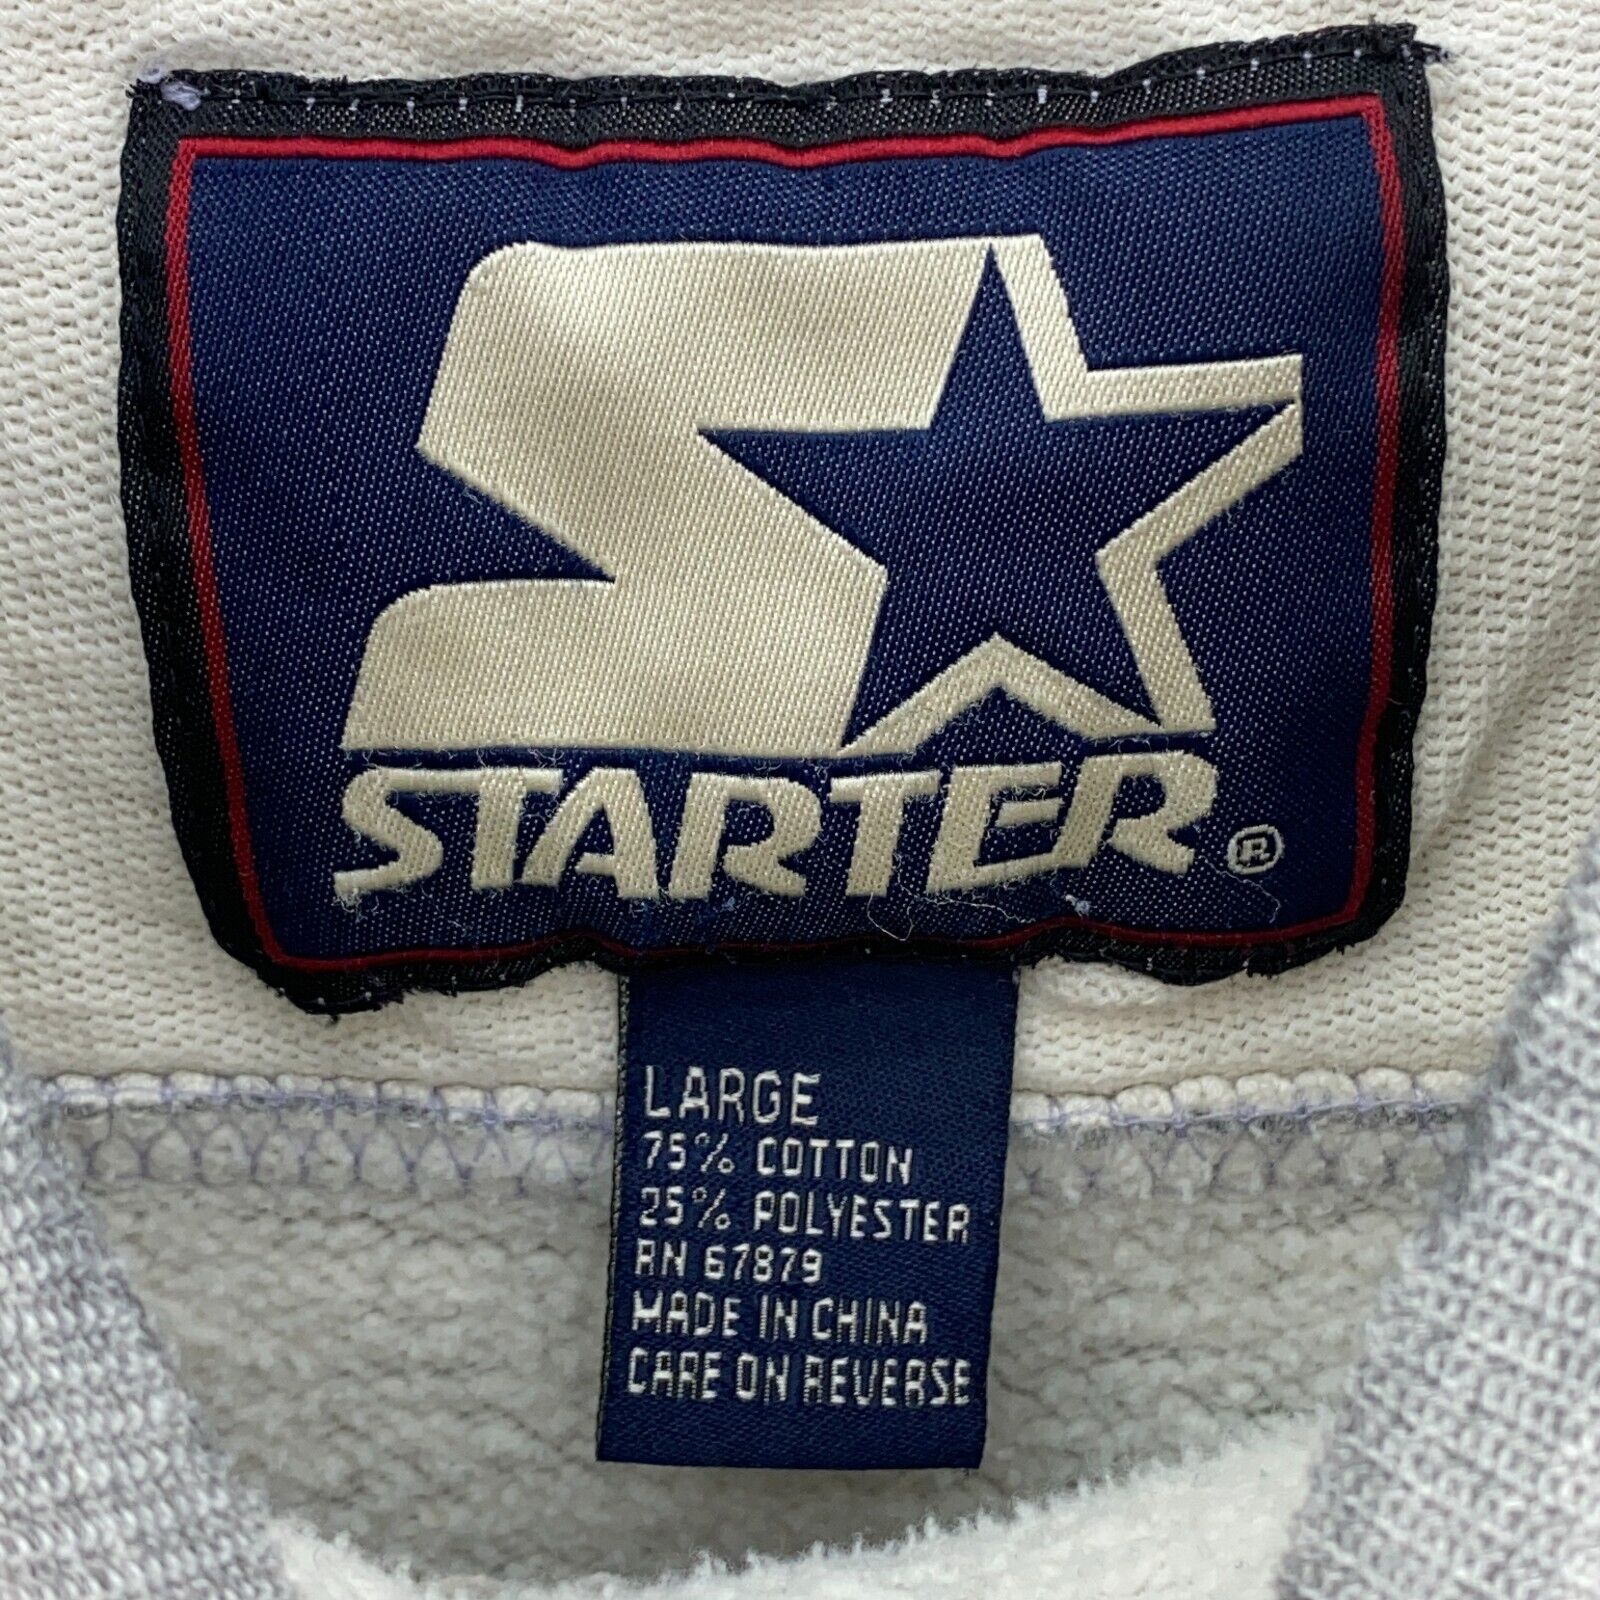 STARTER®
LARGE
75% COTTON
25% POLYESTER
RN 67879
MADE IN CHINA
CARE ON REVERSE